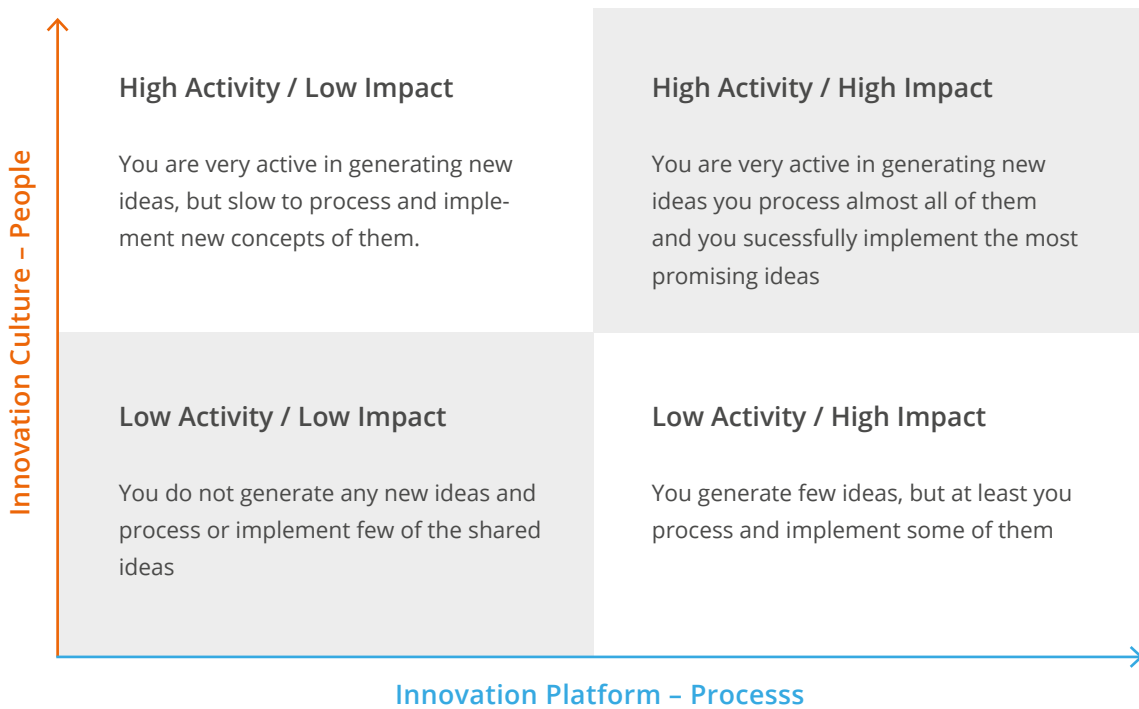 Innovation Culture – People
High Activity / Low Impact
You are very active in generating new
ideas, but slow to process and imple-
ment new concepts of them.
High Activity / High Impact
You are very active in generating new
ideas you process almost all of them
and you sucessfully implement the most
promising ideas
Low Activity / Low Impact
You do not generate any new ideas and
process or implement few of the shared
ideas
Low Activity / High Impact
You generate few ideas, but at least you
process and implement some of them
Innovation Platform – Processs